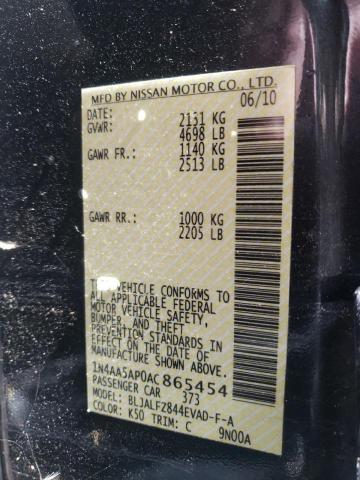 MFD BY NISSAN MOTOR CO., LTD.
DATE: 06/10
GVWR: 2131 KG
4698 LB
GAWR FR.: 1140 KG
2513 LB
GAWR RR.: 1000 KG
2205 LB
THIS VEHICLE CONFORMS TO
ALL APPLICABLE FEDERAL
MOTOR VEHICLE SAFETY,
BUMPER, AND THEFT
PREVENTION STANDARDS IN
EFFECT ON THE DATE OF
MANUFACTURE SHOWN ABOVE.
1N4AA5AP0AC865454
PASSENGER CAR 373
MODEL: BLJALFZ844EVAD-F-A
COLOR: K50 TRIM: C 9N00A